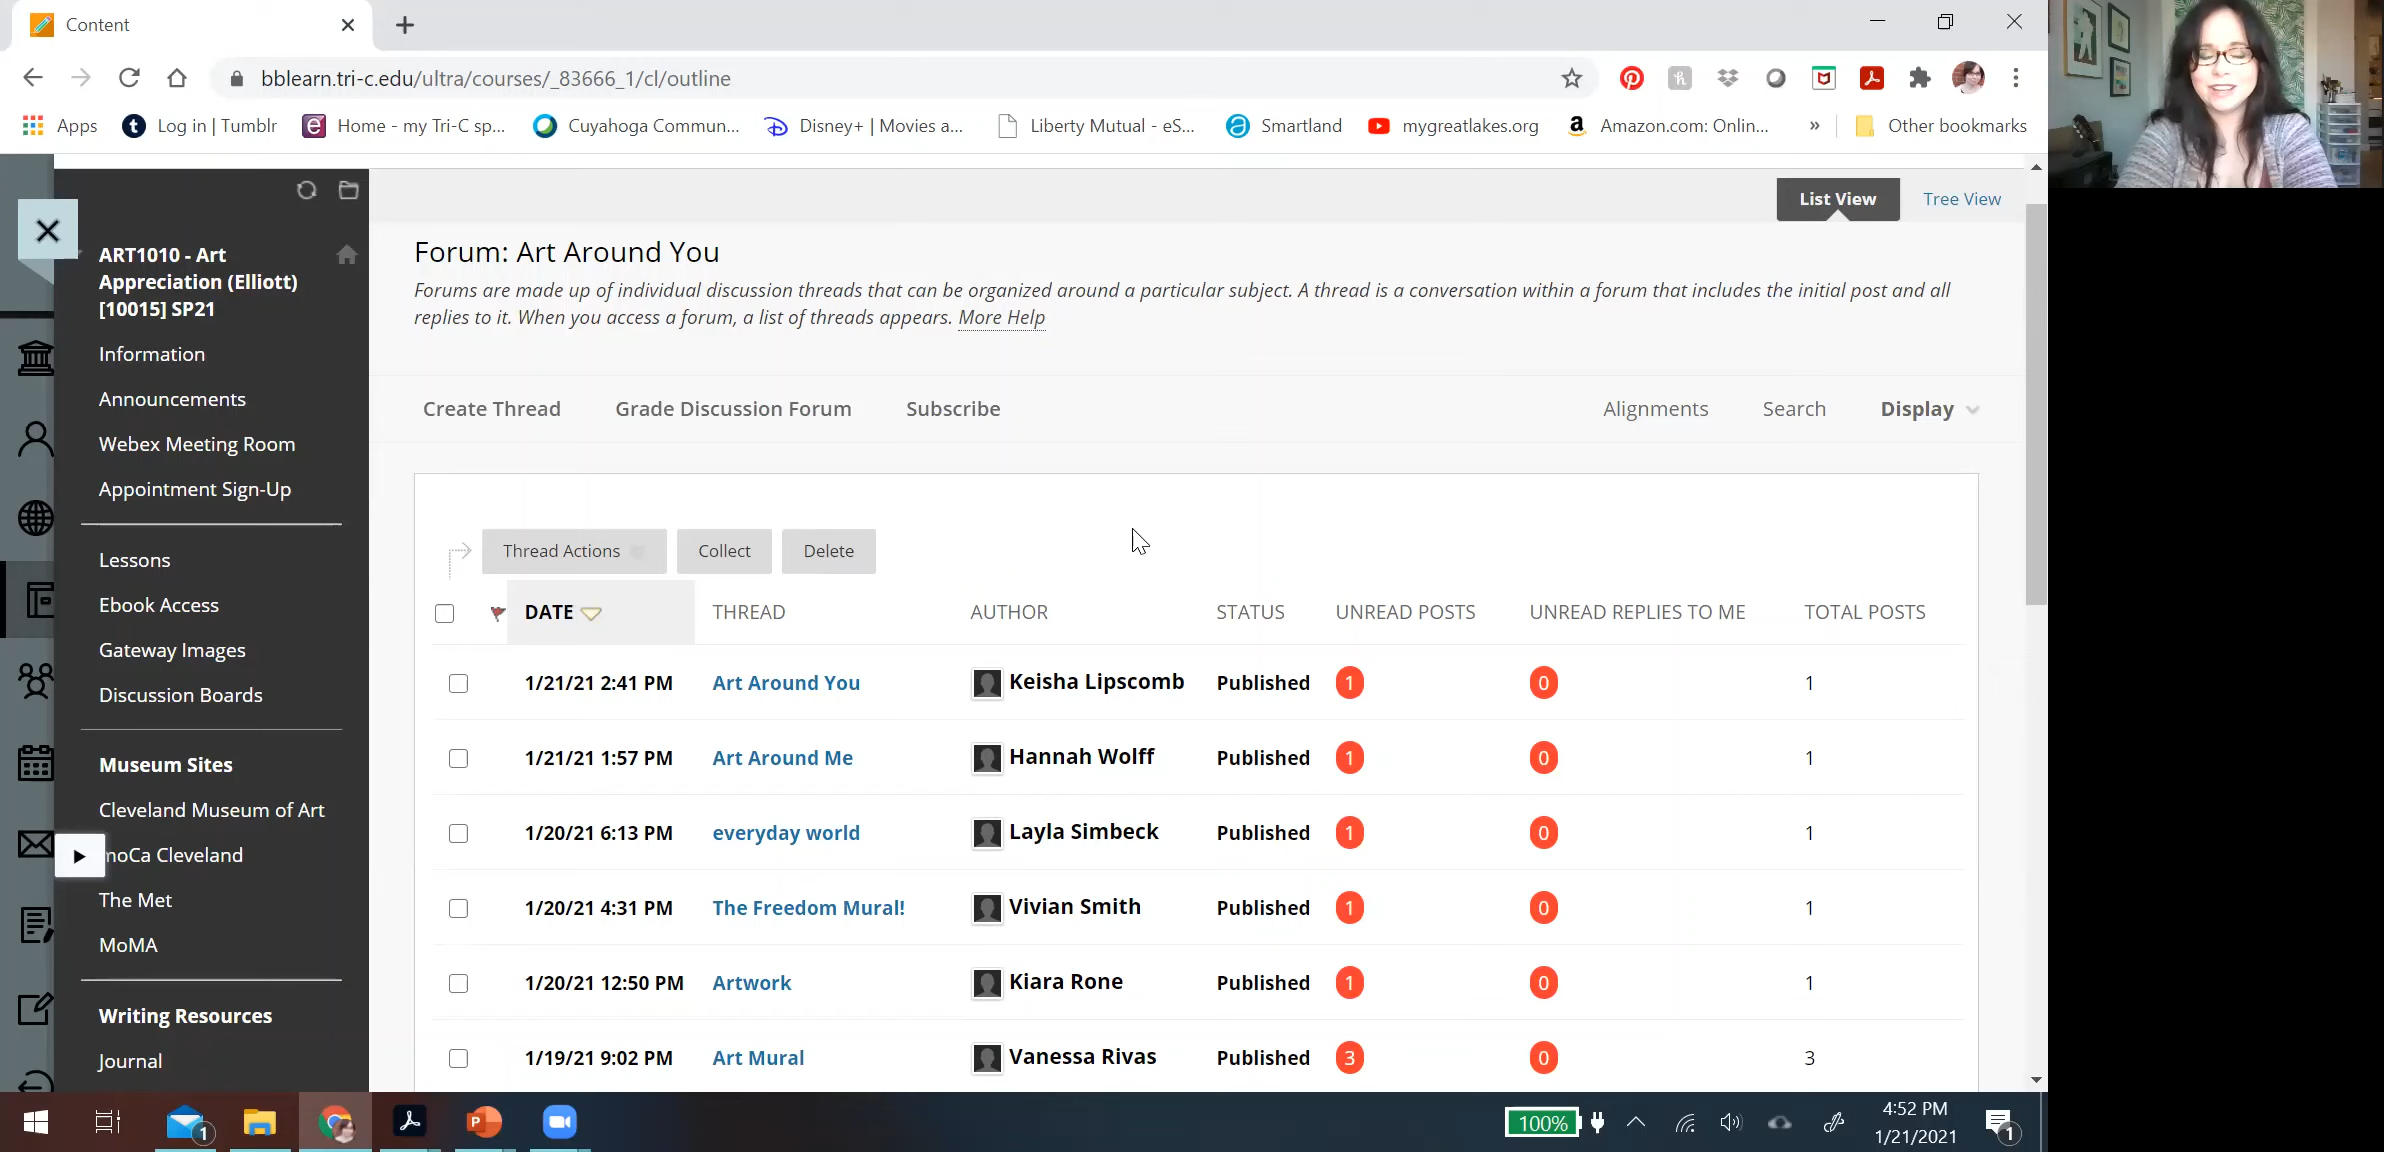 Content
bblearn.tri-c.edu/ultra/courses/_83666_1/cl/outline
Apps
Log in | Tumblr
Home - my Tri-C sp...
Cuyahoga Commun...
Disney+ | Movies a...
Liberty Mutual - eS...
Smartland
mygreatlakes.org
Amazon.com: Onlin...
»
Other bookmarks
ART1010 - Art
Appreciation (Elliott)
[10015] SP21
Information
Announcements
Webex Meeting Room
Appointment Sign-Up
Lessons
Ebook Access
Gateway Images
Discussion Boards
Museum Sites
Cleveland Museum of Art
moCa Cleveland
The Met
MoMA
Writing Resources
Journal
List View Tree View
Forum: Art Around You
Forums are made up of individual discussion threads that can be organized around a particular subject. A thread is a conversation within a forum that includes the initial post and all
replies to it. When you access a forum, a list of threads appears. More Help
Create Thread Grade Discussion Forum Subscribe Alignments Search Display
Thread Actions Collect Delete
DATE THREAD AUTHOR STATUS UNREAD POSTS UNREAD REPLIES TO ME TOTAL POSTS
1/21/21 2:41 PM Art Around You Keisha Lipscomb Published 1 0 1
1/21/21 1:57 PM Art Around Me Hannah Wolff Published 1 0 1
1/20/21 6:13 PM everyday world Layla Simbeck Published 1 0 1
1/20/21 4:31 PM The Freedom Mural! Vivian Smith Published 1 0 1
1/20/21 12:50 PM Artwork Kiara Rone Published 1 0 1
1/19/21 9:02 PM Art Mural Vanessa Rivas Published 3 0 3
1
100%
4:52 PM
1/21/2021
1